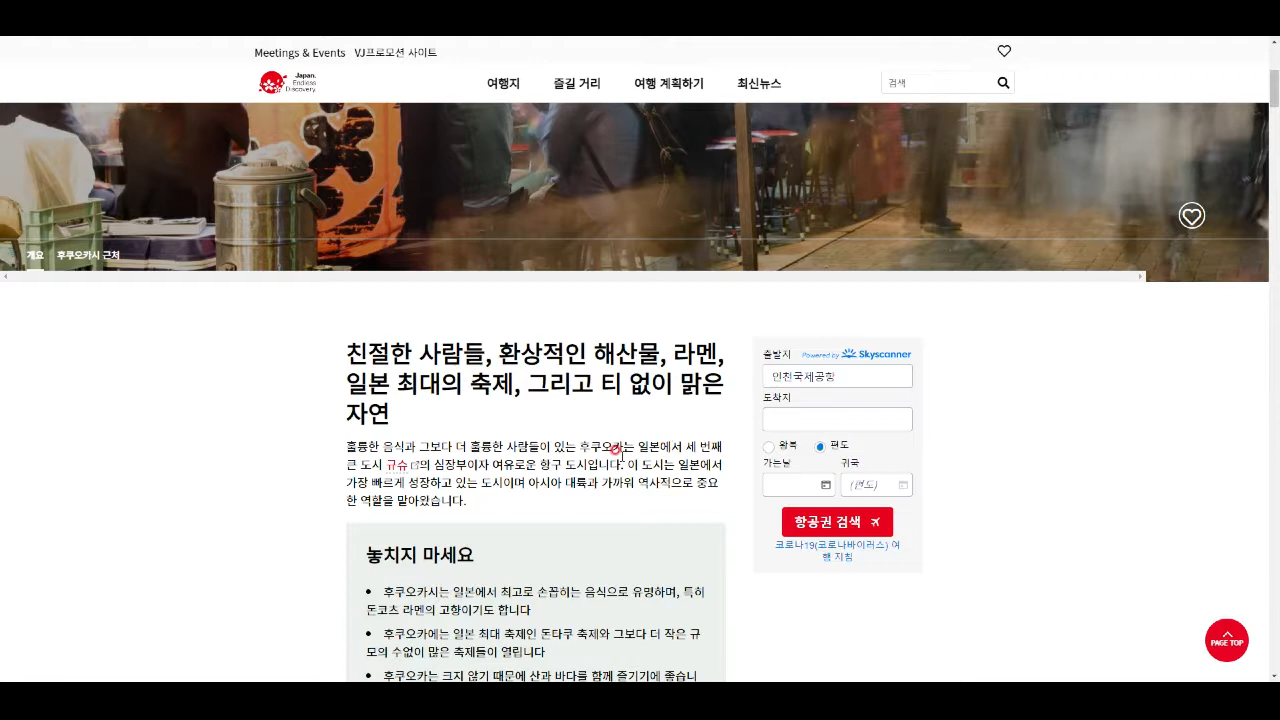 Meetings & Events VJ프로모션 사이트
Japan.
Endless
Discovery.
여행지 즐길 거리 여행 계획하기 최신뉴스
검색
개요 후쿠오카시 근처
친절한 사람들, 환상적인 해산물, 라멘,
일본 최대의 축제, 그리고 티 없이 맑은
자연
훌륭한 음식과 그보다 더 훌륭한 사람들이 있는 후쿠오카는 일본에서 세 번째
큰 도시 규슈의 심장부이자 여유로운 항구 도시입니다. 이 도시는 일본에서
가장 빠르게 성장하고 있는 도시이며 아시아 대륙과 가까워 역사적으로 중요
한 역할을 맡아왔습니다.
놓치지 마세요
• 후쿠오카시는 일본에서 최고로 손꼽히는 음식으로 유명하며, 특히
돈코츠 라멘의 고향이기도 합니다
• 후쿠오카에는 일본 최대 축제인 돈타쿠 축제와 그보다 더 작은 규
모의 수없이 많은 축제들이 열립니다
• 후쿠오카는 크지 않기 때문에 산과 바다를 함께 즐기기에 좋습니
출발지 Powered by Skyscanner
인천국제공항
도착지
왕복 편도
가는날 귀국
(편도)
항공권 검색
코로나19(코로나바이러스) 여
행 지침
PAGE TOP